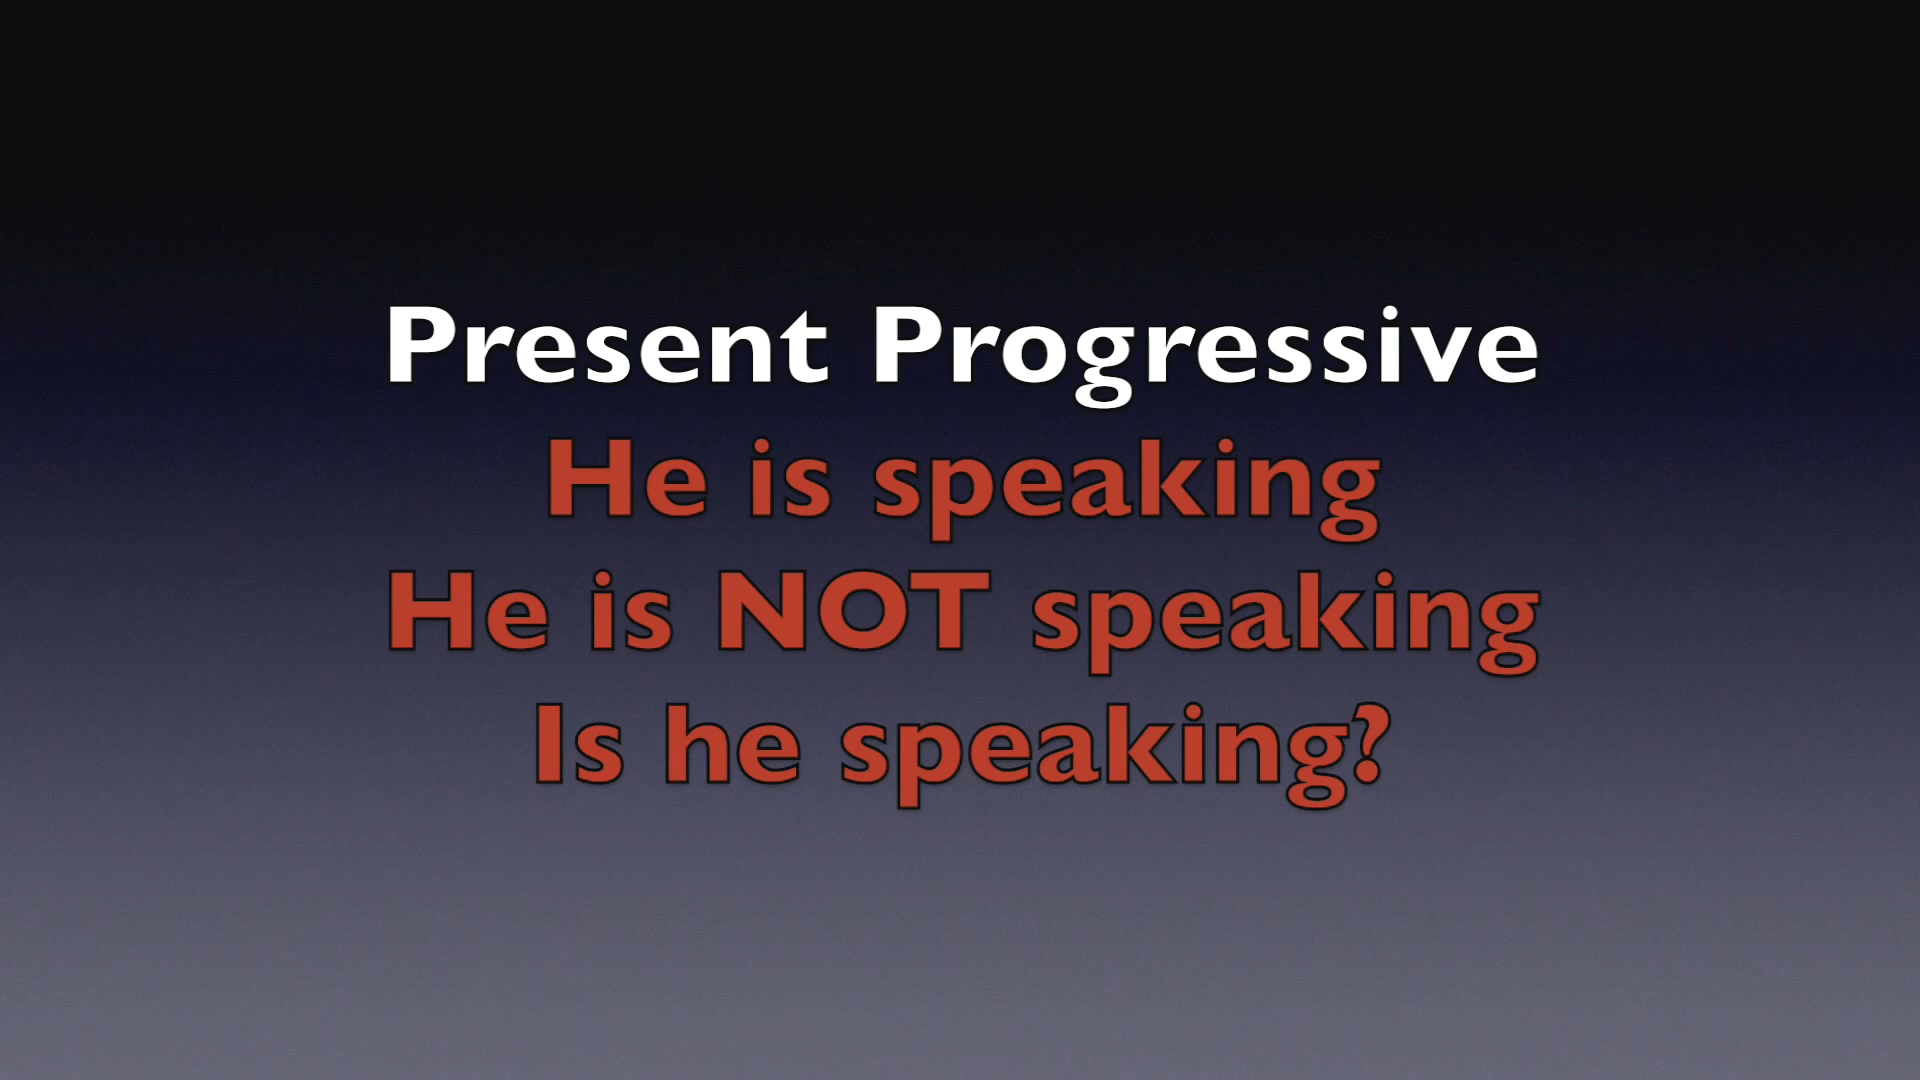 Present Progressive
He is speaking
He is NOT speaking
Is he speaking?